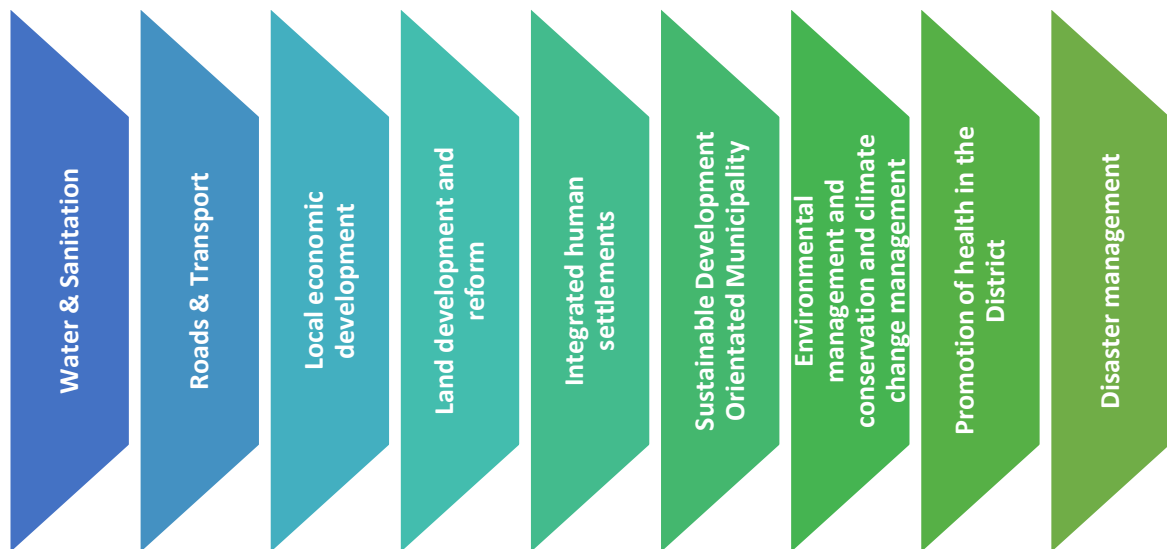 Water & Sanitation
Roads & Transport
Local economic
development
Land development and
reform
Integrated human
settlements
Sustainable Development
Orientated Municipality
Environmental
management and
conservation and climate
change management
Promotion of health in the
District
Disaster management